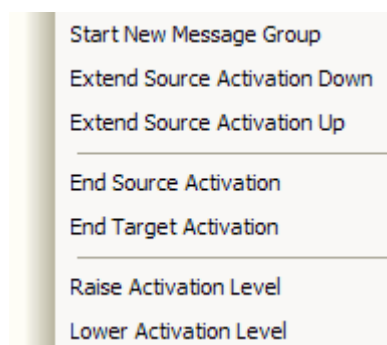 Start New Message Group
Extend Source Activation Down
Extend Source Activation Up
End Source Activation
End Target Activation
Raise Activation Level
Lower Activation Level